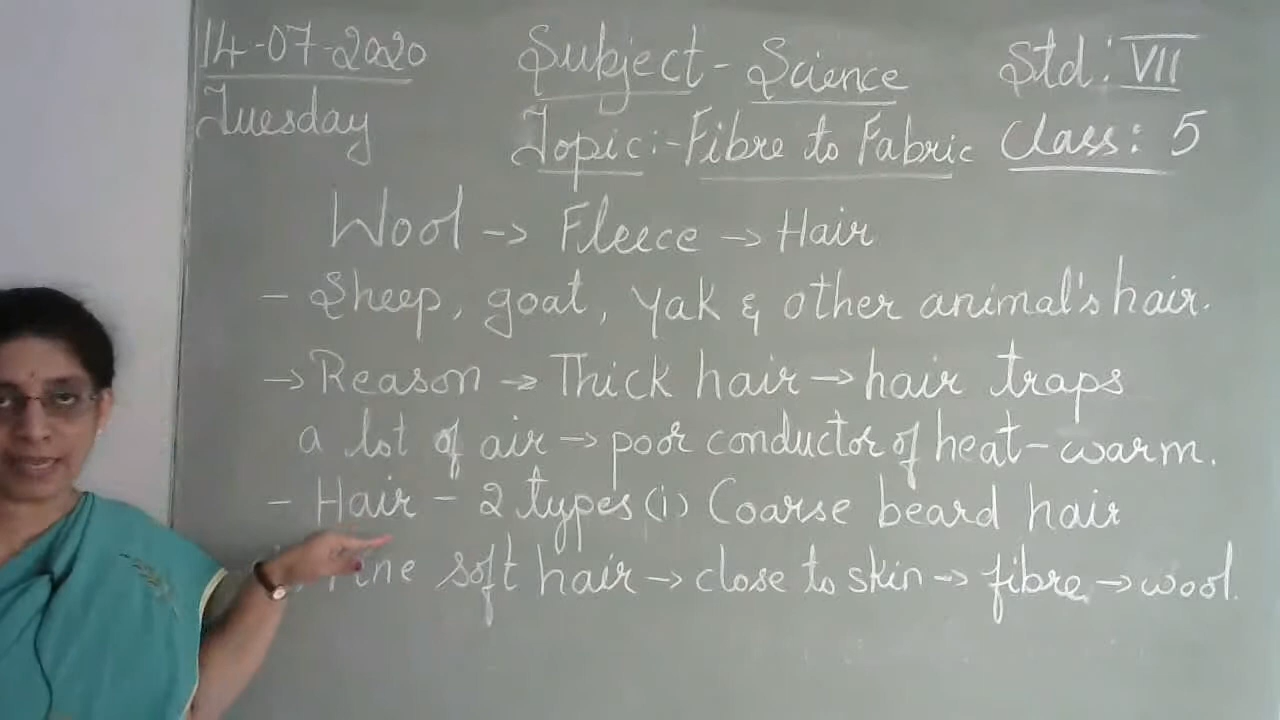 14-07-2020 Subject - Science Std: VII
Tuesday Topic:- Fibre to Fabric Class: 5
Wool -> Fleece -> Hair
- Sheep, goat, yak & other animal's hair.
-> Reason -> Thick hair -> hair traps
a lot of air -> poor conductor of heat - warm.
- Hair - 2 types (i) Coarse beard hair
Fine soft hair -> close to skin -> fibre -> wool.